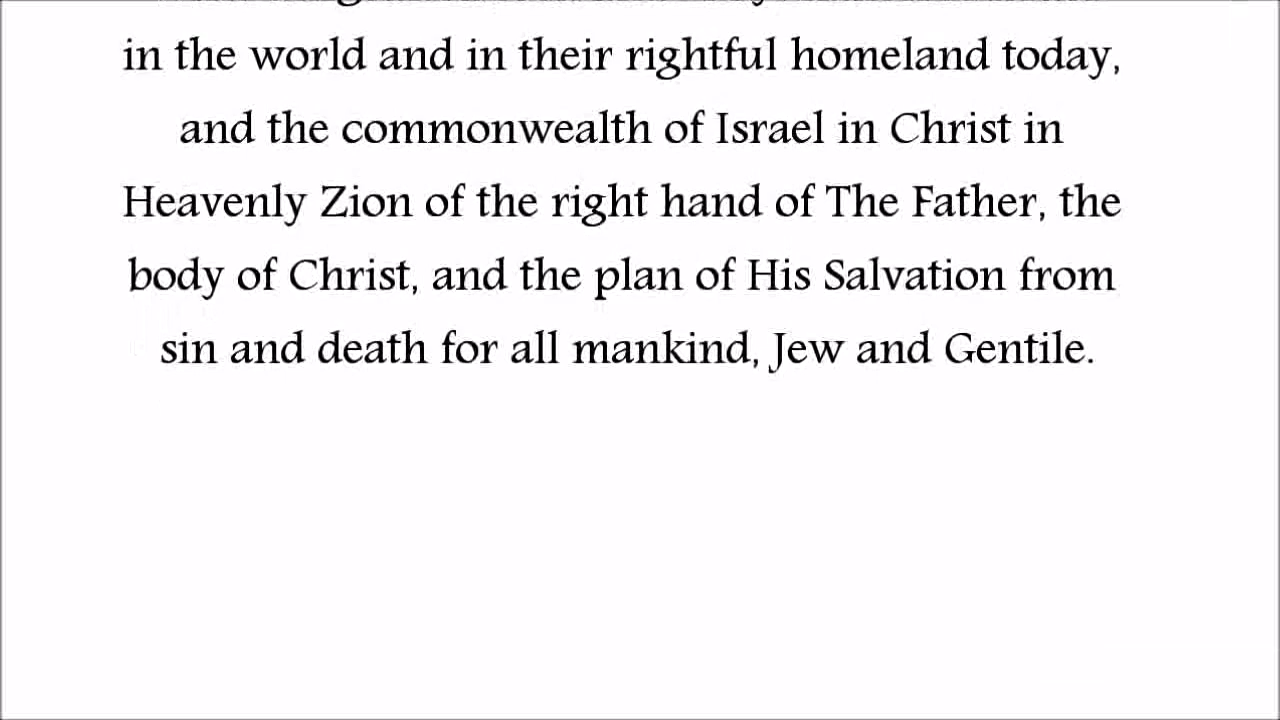 in the world and in their rightful homeland today,
and the commonwealth of Israel in Christ in
Heavenly Zion of the right hand of The Father, the
body of Christ, and the plan of His Salvation from
sin and death for all mankind, Jew and Gentile.